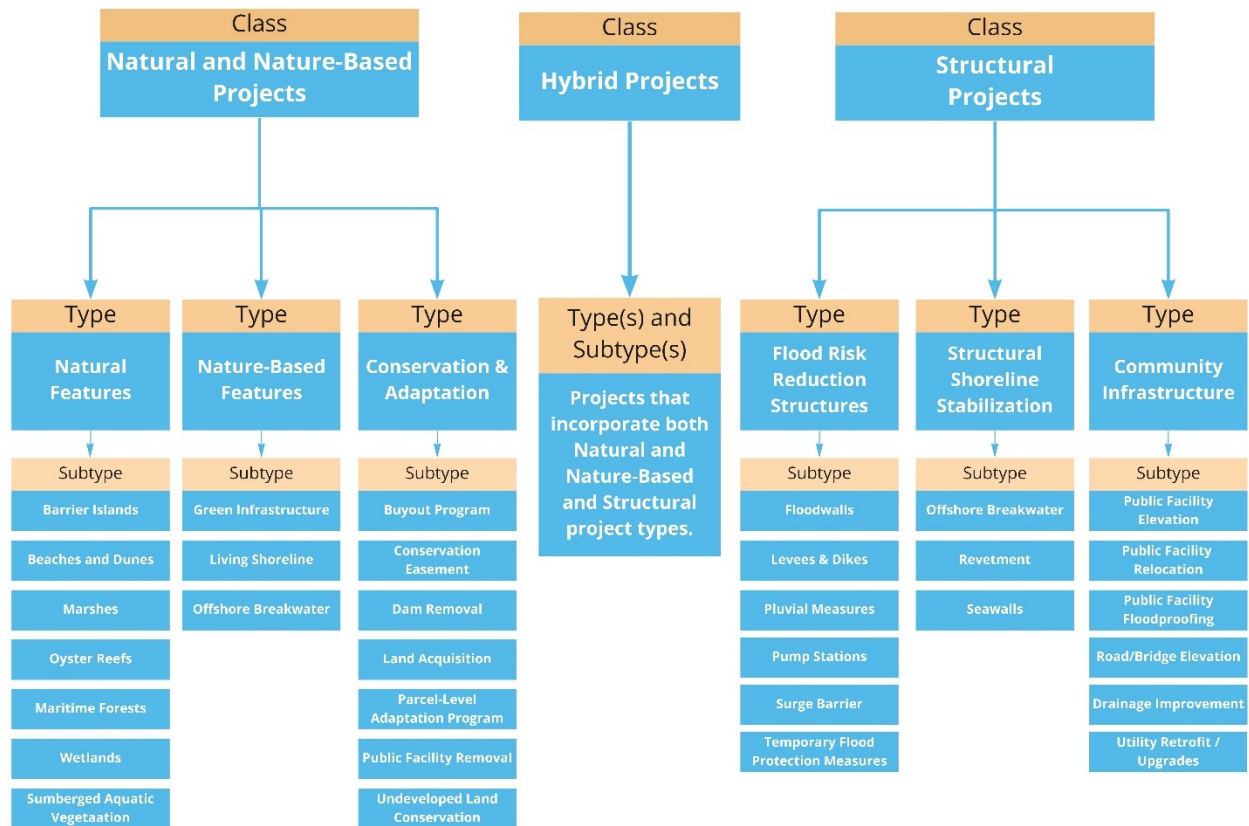 Class
Natural and Nature-Based
Projects
Class
Hybrid Projects
Class
Structural
Projects
Type
Natural
Features
Subtype
Barrier Islands
Beaches and Dunes
Marshes
Oyster Reefs
Maritime Forests
Wetlands
Sumberged Aquatic
Vegetaation
Type
Nature-Based
Features
Subtype
Green Infrastructure
Living Shoreline
Offshore Breakwater
Type
Conservation &
Adaptation
Subtype
Buyout Program
Conservation
Easement
Dam Removal
Land Acquisition
Parcel-Level
Adaptation Program
Public Facility Removal
Undeveloped Land
Conservation
Type(s) and
Subtype(s)
Projects that
incorporate both
Natural and
Nature-Based
and Structural
project types.
Type
Flood Risk
Reduction
Structures
Subtype
Floodwalls
Levees & Dikes
Pluvial Measures
Pump Stations
Surge Barrier
Temporary Flood
Protection Measures
Type
Structural
Shoreline
Stabilization
Subtype
Offshore Breakwater
Revetment
Seawalls
Type
Community
Infrastructure
Subtype
Public Facility
Elevation
Public Facility
Relocation
Public Facility
Floodproofing
Road/Bridge Elevation
Drainage Improvement
Utility Retrofit /
Upgrades